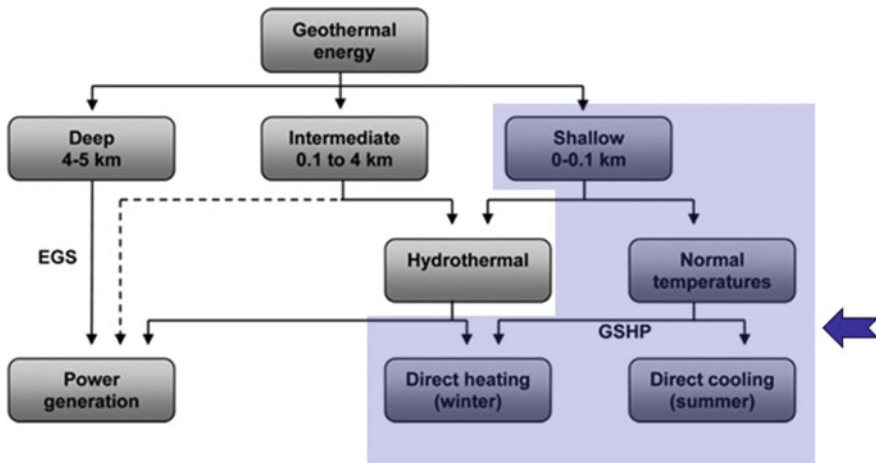 Geothermal
energy
Deep
4-5 km
Intermediate
0.1 to 4 km
Shallow
0-0.1 km
EGS
Hydrothermal
Normal
temperatures
GSHP
Power
generation
Direct heating
(winter)
Direct cooling
(summer)